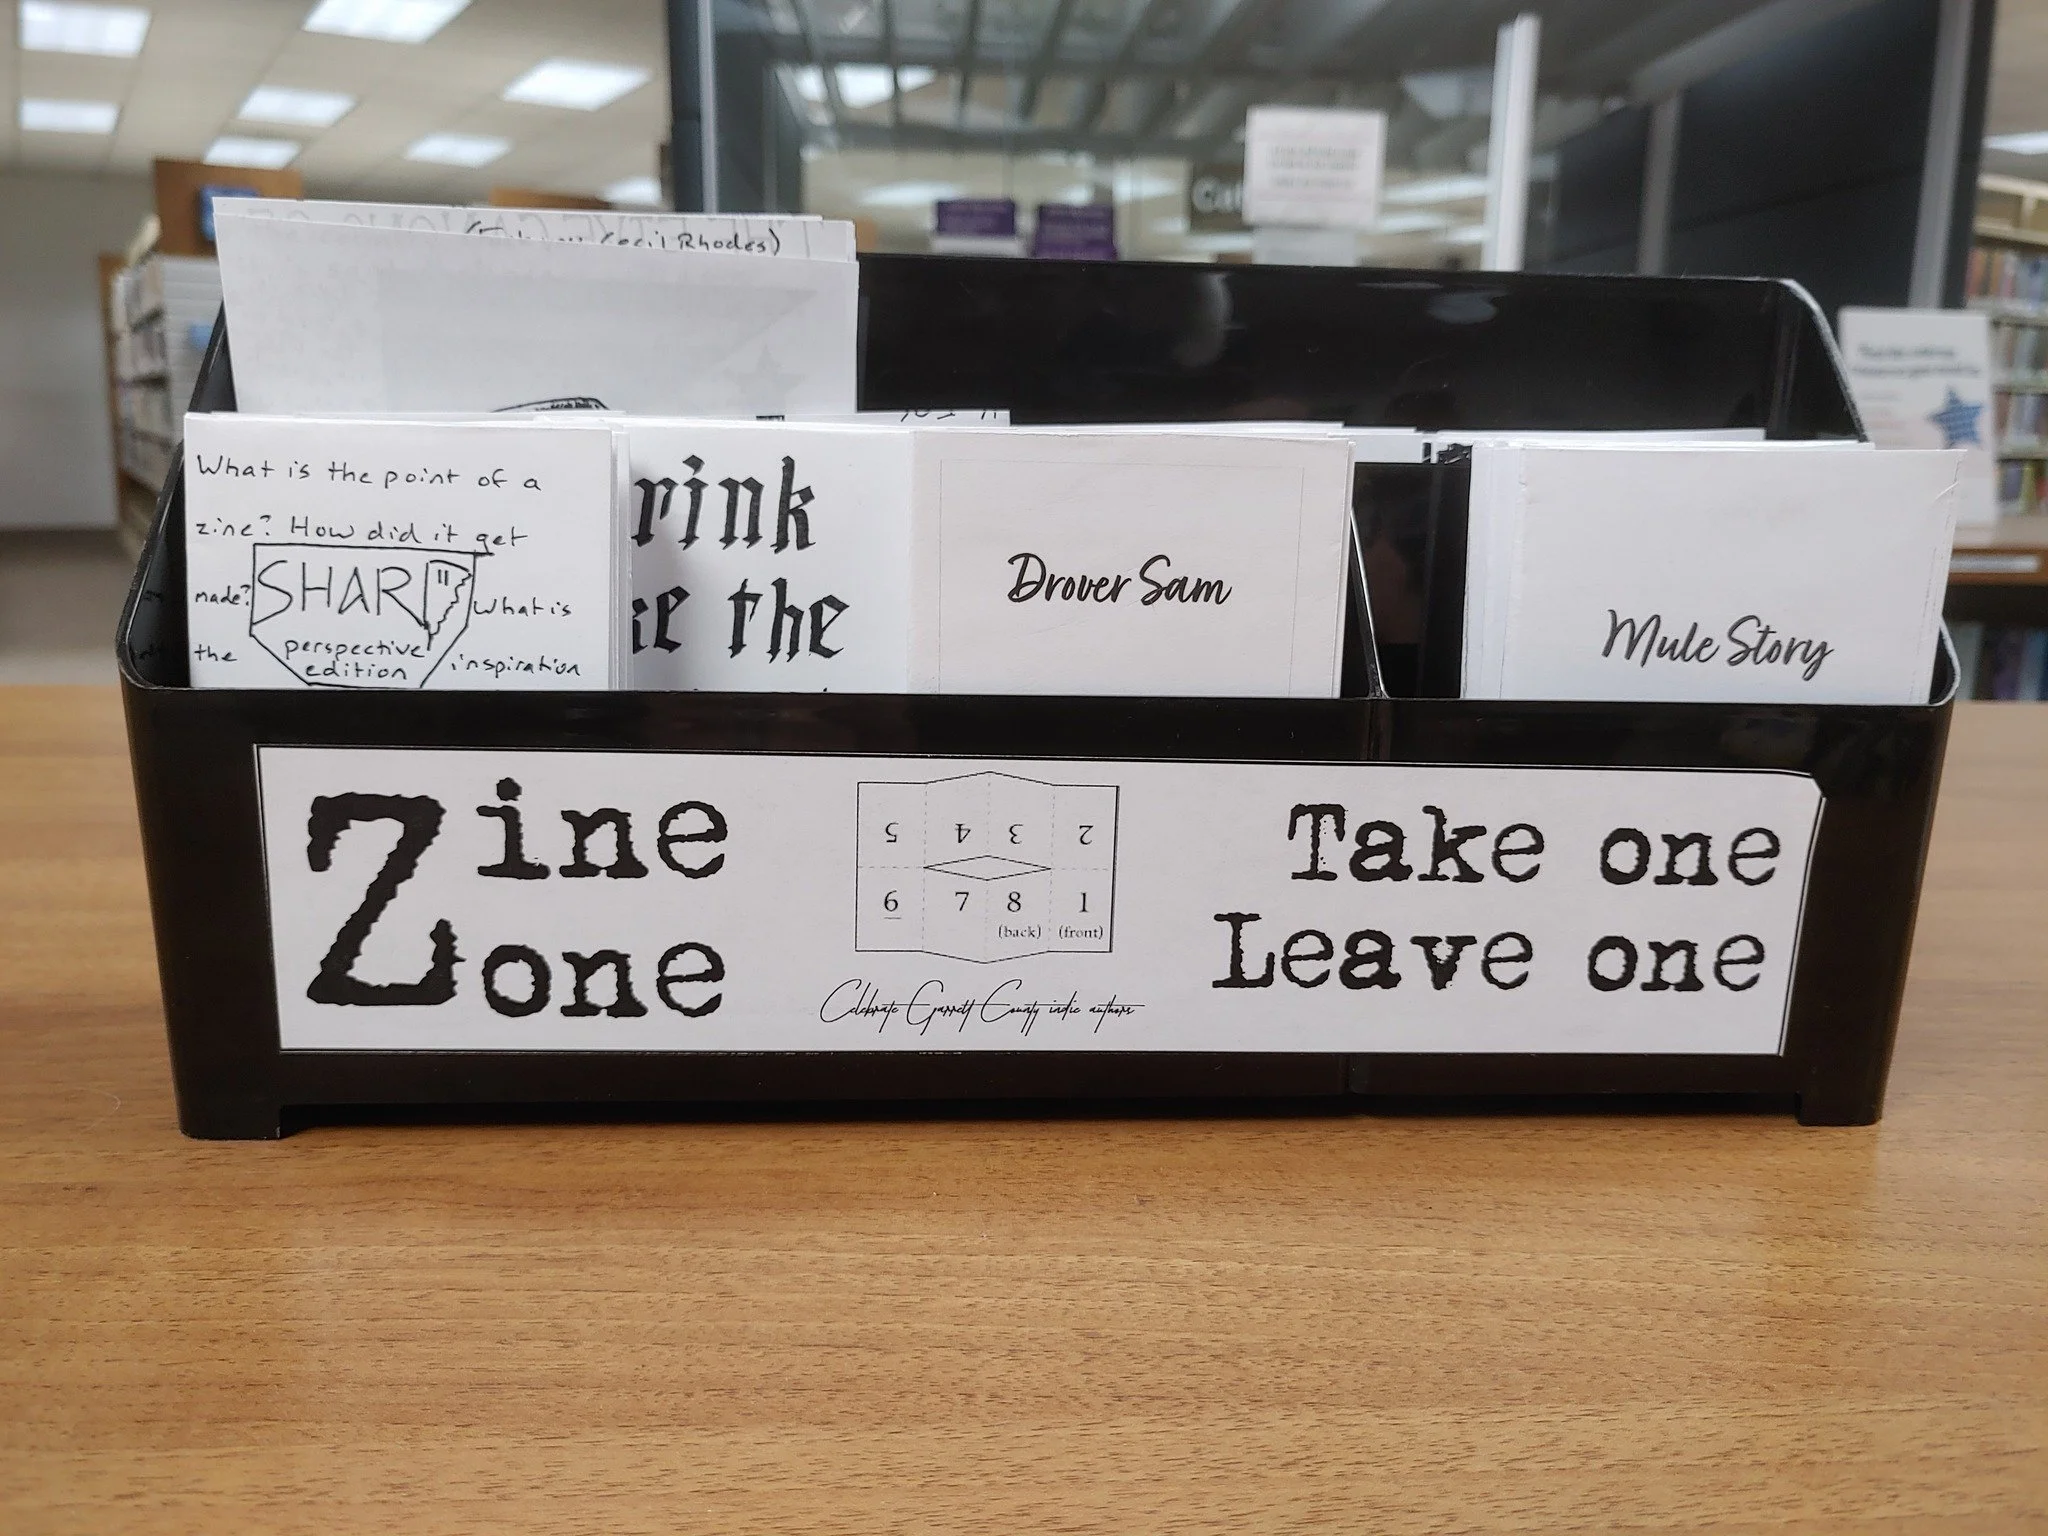 Cecil Rhodes)
What is the point of a
zine? How did it get
made?
SHARP
What is
the
perspective
edition
inspiration
rink
ke the
Drover Sam
Mule Story
Zine
Zone
5 4 3 2
6 7 8 1
(back) (front)
Celebrate Garrett County indie authors
Take one
Leave one